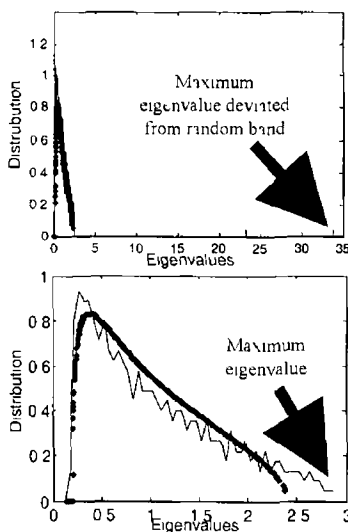 1.2
1
0 8
0 6
0 4
0 2
0
Distrubution
Maximum
eigenvalue deviated
from random band
0 5 10 15 20 25 30 35
Eigenvalues
1
0 8
0 6
0 4
0 2
0
Distribution
Maximum
eigenvalue
0 0 5 1 1 5 2 2 5 3
Eigenvalues